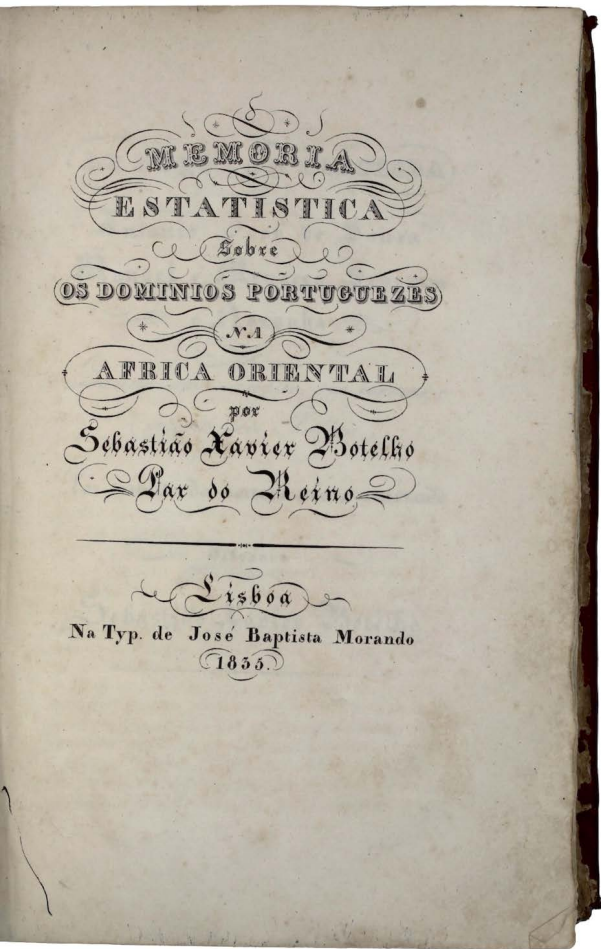 MEMORIA
ESTATISTICA
Sobre
OS DOMINIOS PORTUGUEZES
NA
AFRICA ORIENTAL
por
Sebastião Xavier Botelho
Par do Reino
Lisboa
Na Typ. de José Baptista Morando
1835.